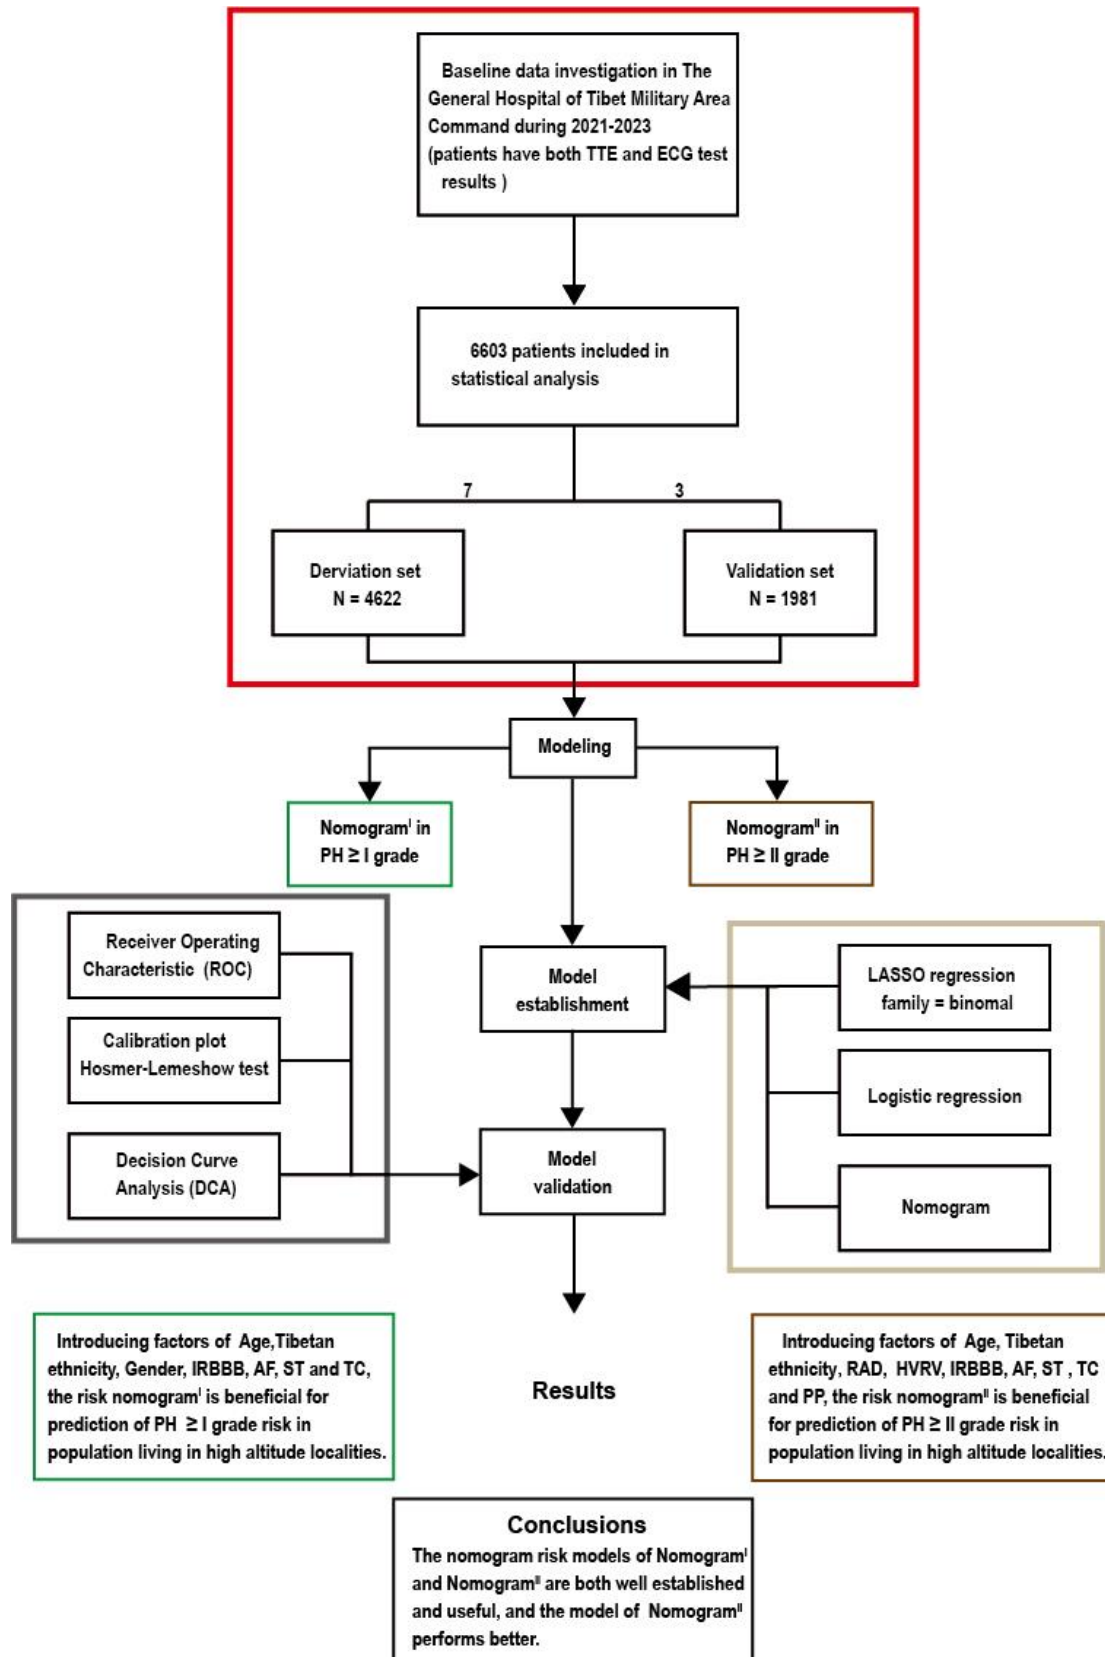 Baseline data investigation in The
General Hospital of Tibet Military Area
Command during 2021-2023
(patients have both TTE and ECG test
results )
6603 patients included in
statistical analysis
7
3
Derviation set
N = 4622
Validation set
N = 1981
Modeling
Nomogramᴵ in
PH ≥ I grade
Nomogramᴵᴵ in
PH ≥ II grade
Receiver Operating
Characteristic (ROC)
Calibration plot
Hosmer-Lemeshow test
Decision Curve
Analysis (DCA)
Model
establishment
Model
validation
LASSO regression
family = binomal
Logistic regression
Nomogram
Introducing factors of Age,Tibetan
ethnicity, Gender, IRBBB, AF, ST and TC,
the risk nomogramᴵ is beneficial for
prediction of PH ≥ I grade risk in
population living in high altitude localities.
Results
Introducing factors of Age, Tibetan
ethnicity, RAD, HVRV, IRBBB, AF, ST , TC
and PP, the risk nomogramᴵᴵ is beneficial
for prediction of PH ≥ II grade risk in
population living in high altitude localities.
Conclusions
The nomogram risk models of Nomogramᴵ
and Nomogramᴵᴵ are both well established
and useful, and the model of Nomogramᴵᴵ
performs better.